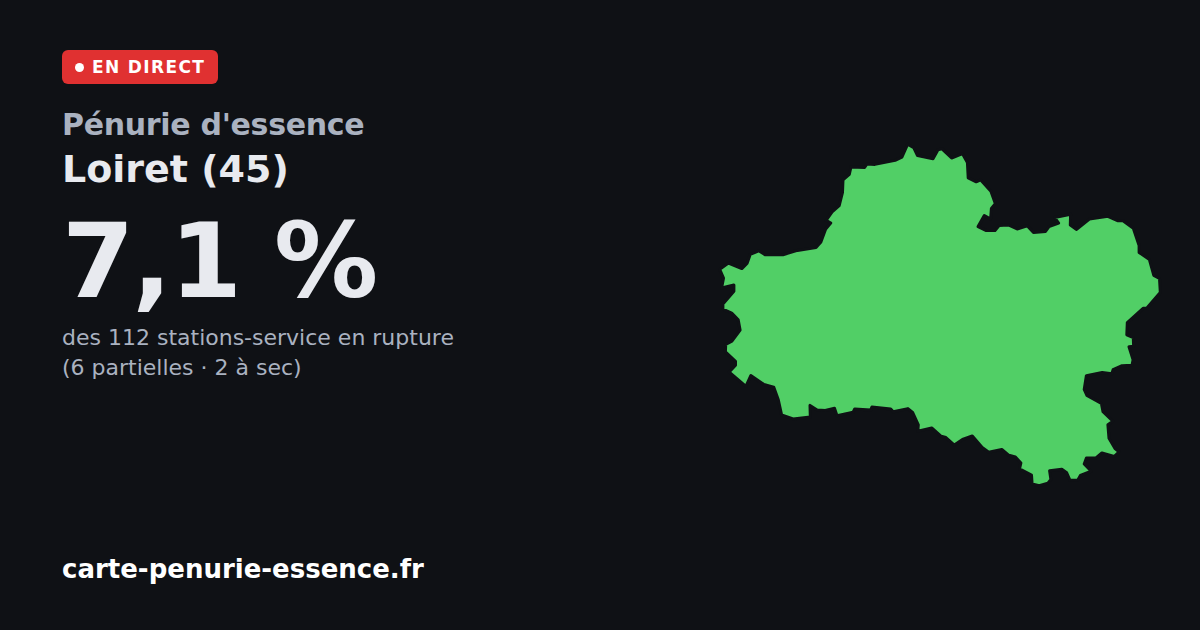 EN DIRECT
Pénurie d'essence
Loiret (45)
7,1 %
des 112 stations-service en rupture
(6 partielles · 2 à sec)
carte-penurie-essence.fr